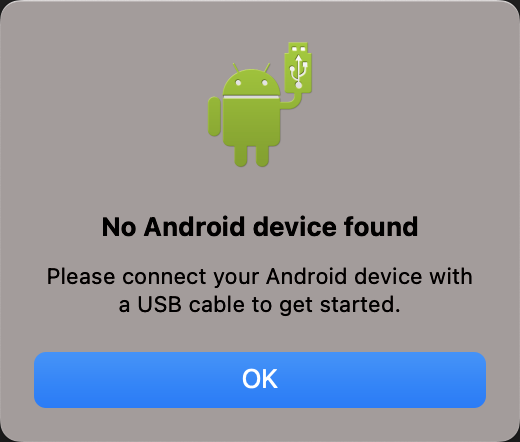 No Android device found
Please connect your Android device with
a USB cable to get started.
OK